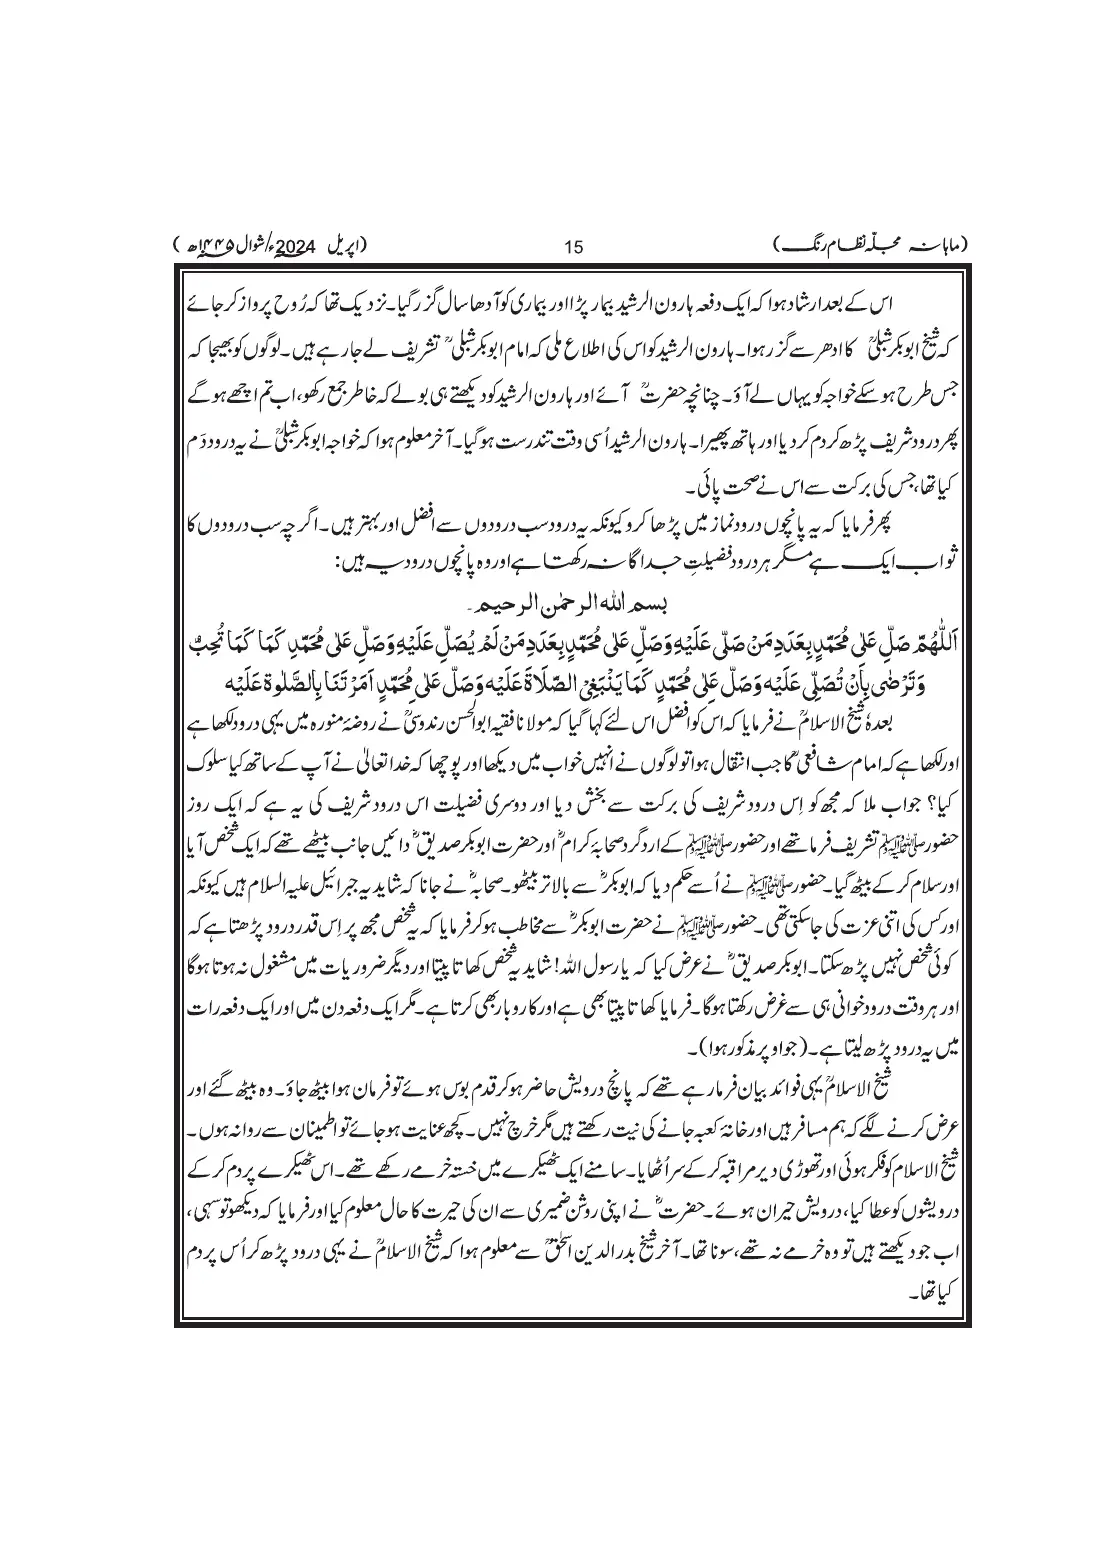 (ماہانہ مجلّہ نظام رنگ)
15
(اپریل 2024ء/شوال ۱۴۴۵ھ)
اس کے بعد ارشاد ہوا کہ ایک دفعہ ہارون الرشید بیمار پڑا اور بیماری کو آدھا سال گزر گیا۔ نزدیک تھا کہ رُوح پرواز کر جائے
کہ شیخ ابوبکر شبلیؒ کا ادھر سے گزر ہوا۔ ہارون الرشید کو اس کی اطلاع ملی کہ امام ابوبکر شبلیؒ تشریف لے جارہے ہیں۔ لوگوں کو بھیجا کہ
جس طرح ہو سکے خواجہ کو یہاں لے آؤ۔ چنانچہ حضرتؒ آئے اور ہارون الرشید کو دیکھتے ہی بولے کہ خاطر جمع رکھو، اب تم اچھے ہوگے
پھر درود شریف پڑھ کر دم کر دیا اور ہاتھ پھیرا۔ ہارون الرشید اُسی وقت تندرست ہوگیا۔ آخر معلوم ہوا کہ خواجہ ابوبکر شبلیؒ نے یہ درود دَم
کیا تھا، جس کی برکت سے اس نے صحت پائی۔
پھر فرمایا کہ یہ پانچوں درود نماز میں پڑھا کرو کیونکہ یہ درود سب درودوں سے افضل اور بہتر ہیں۔ اگرچہ سب درودوں کا
ثواب ایک ہے مگر ہر درود فضیلتِ جداگانہ رکھتا ہے اور وہ پانچوں درود یہ ہیں:
بسم الله الرحمٰن الرحیم۔
اَللّٰهُمَّ صَلِّ عَلٰى مُحَمَّدٍ بِعَدَدِ مَنْ صَلّٰى عَلَيْهِ وَصَلِّ عَلٰى مُحَمَّدٍ بِعَدَدِ مَنْ لَمْ يُصَلِّ عَلَيْهِ وَصَلِّ عَلٰى مُحَمَّدٍ كَمَا كَمَا تُحِبُّ
وَتَرْضٰى بِاَنْ تُصَلِّى عَلَيْه وَصَلِّ عَلٰى مُحَمَّدٍ كَمَا يَنْبَغِىْ الصَّلَاةَ عَلَيْه وَصَلِّ عَلٰى مُحَمَّدٍ اَمَرْتَنَا بِالصَّلٰوة عَلَيْه
بعدہٗ شیخ الاسلامؒ نے فرمایا کہ اس کو افضل اس لئے کہا گیا کہ مولانا فقیہ ابوالحسن رندوسیؒ نے روضۂ منورہ میں یہی درود لکھا ہے
اور لکھا ہے کہ امام شافعیؒ کا جب انتقال ہوا تو لوگوں نے انہیں خواب میں دیکھا اور پوچھا کہ خدا تعالیٰ نے آپ کے ساتھ کیا سلوک
کیا؟ جواب ملا کہ مجھ کو اِس درود شریف کی برکت سے بخش دیا اور دوسری فضیلت اس درود شریف کی یہ ہے کہ ایک روز
حضور ﷺ تشریف فرما تھے اور حضور ﷺ کے ارد گرد صحابۂ کرامؓ اور حضرت ابوبکر صدیقؓ دائیں جانب بیٹھے تھے کہ ایک شخص آیا
اور سلام کر کے بیٹھ گیا۔ حضور ﷺ نے اُسے حکم دیا کہ ابوبکرؓ سے بالاتر بیٹھو۔ صحابہؓ نے جانا کہ شاید یہ جبرائیل علیہ السلام ہیں کیونکہ
اور کس کی اتنی عزت کی جاسکتی تھی۔ حضور ﷺ نے حضرت ابوبکرؓ سے مخاطب ہو کر فرمایا کہ یہ شخص مجھ پر اِس قدر درود پڑھتا ہے کہ
کوئی شخص نہیں پڑھ سکتا۔ ابوبکر صدیقؓ نے عرض کیا کہ یا رسول اللہ! شاید یہ شخص کھاتا پیتا اور دیگر ضروریات میں مشغول نہ ہوتا ہوگا
اور ہر وقت درود خوانی ہی سے غرض رکھتا ہوگا۔ فرمایا کھاتا پیتا بھی ہے اور کاروبار بھی کرتا ہے۔ مگر ایک دفعہ دن میں اور ایک دفعہ رات
میں یہ درود پڑھ لیتا ہے۔ (جو اوپر مذکور ہوا)۔
شیخ الاسلامؒ یہی فوائد بیان فرما رہے تھے کہ پانچ درویش حاضر ہو کر قدم بوس ہوئے تو فرمان ہوا بیٹھ جاؤ۔ وہ بیٹھ گئے اور
عرض کرنے لگے کہ ہم مسافر ہیں اور خانۂ کعبہ جانے کی نیت رکھتے ہیں مگر خرچ نہیں۔ کچھ عنایت ہو جائے تو اطمینان سے روانہ ہوں۔
شیخ الاسلام کو فکر ہوئی اور تھوڑی دیر مراقبہ کر کے سر اُٹھایا۔ سامنے ایک ٹھیکرے میں خستہ خرمے رکھے تھے۔ اس ٹھیکرے پر دم کر کے
درویشوں کو عطا کیا، درویش حیران ہوئے۔ حضرتؓ نے اپنی روشن ضمیری سے ان کی حیرت کا حال معلوم کیا اور فرمایا کہ دیکھو تو سہی،
اب جو دیکھتے ہیں تو وہ خرمے نہ تھے، سونا تھا۔ آخر شیخ بدرالدین اسحٰقؒ سے معلوم ہوا کہ شیخ الاسلامؒ نے یہی درود پڑھ کر اُس پر دم
کیا تھا۔